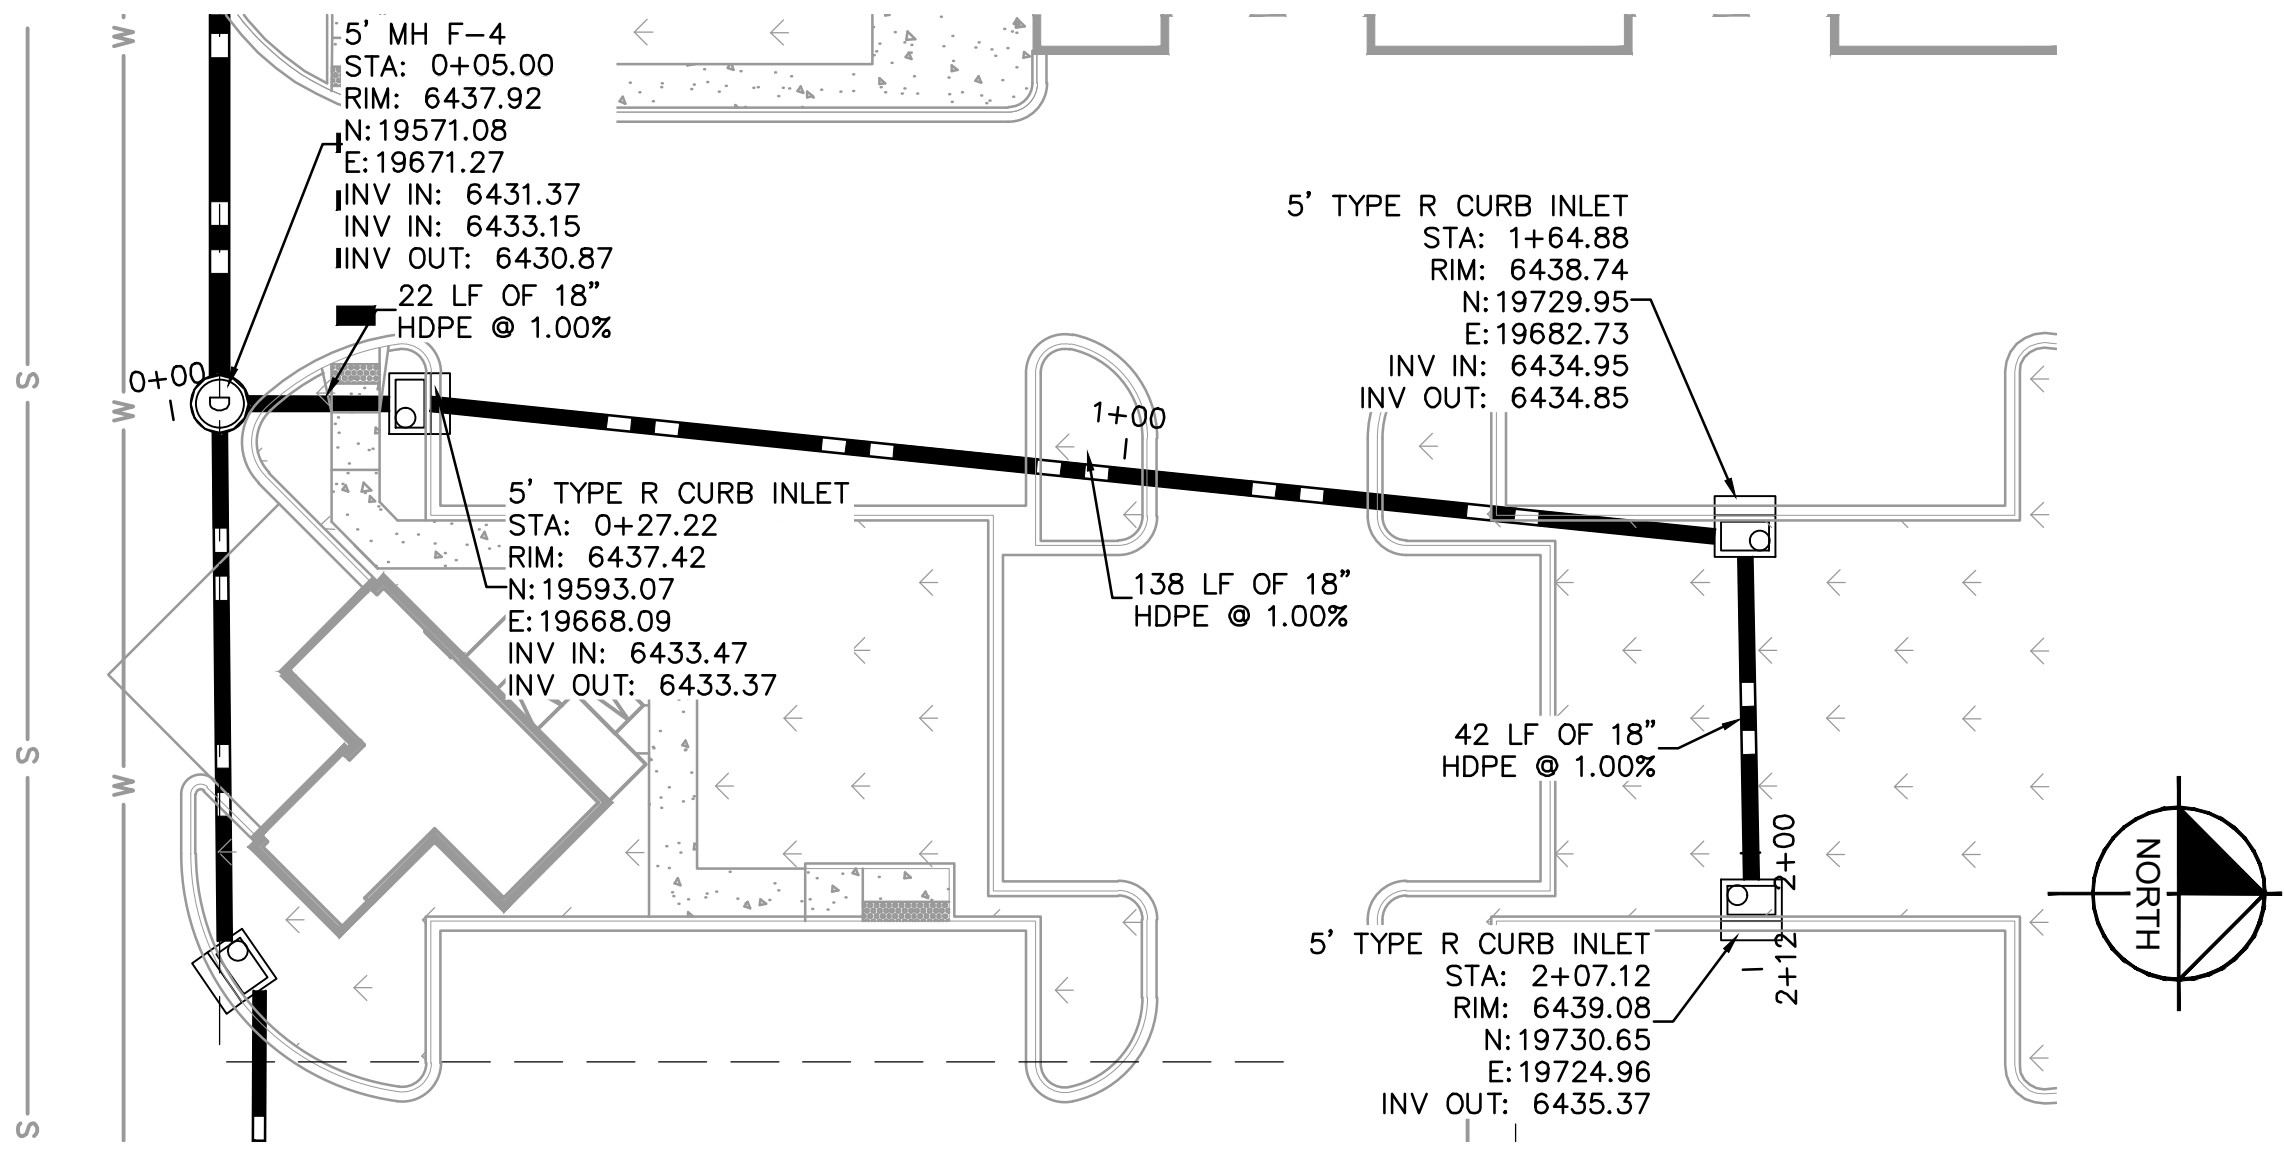 5' MH F-4
STA: 0+05.00
RIM: 6437.92
N:19571.08
E:19671.27
INV IN: 6431.37
INV IN: 6433.15
INV OUT: 6430.87
22 LF OF 18"
HDPE @ 1.00%
0+00
5' TYPE R CURB INLET
STA: 1+64.88
RIM: 6438.74
N:19729.95
E:19682.73
INV IN: 6434.95
INV OUT: 6434.85
1+00
5' TYPE R CURB INLET
STA: 0+27.22
RIM: 6437.42
N:19593.07
E:19668.09
INV IN: 6433.47
INV OUT: 6433.37
138 LF OF 18"
HDPE @ 1.00%
42 LF OF 18"
HDPE @ 1.00%
2+00
2+12
5' TYPE R CURB INLET
STA: 2+07.12
RIM: 6439.08
N:19730.65
E:19724.96
INV OUT: 6435.37
NORTH
S
S
S
W
W
W